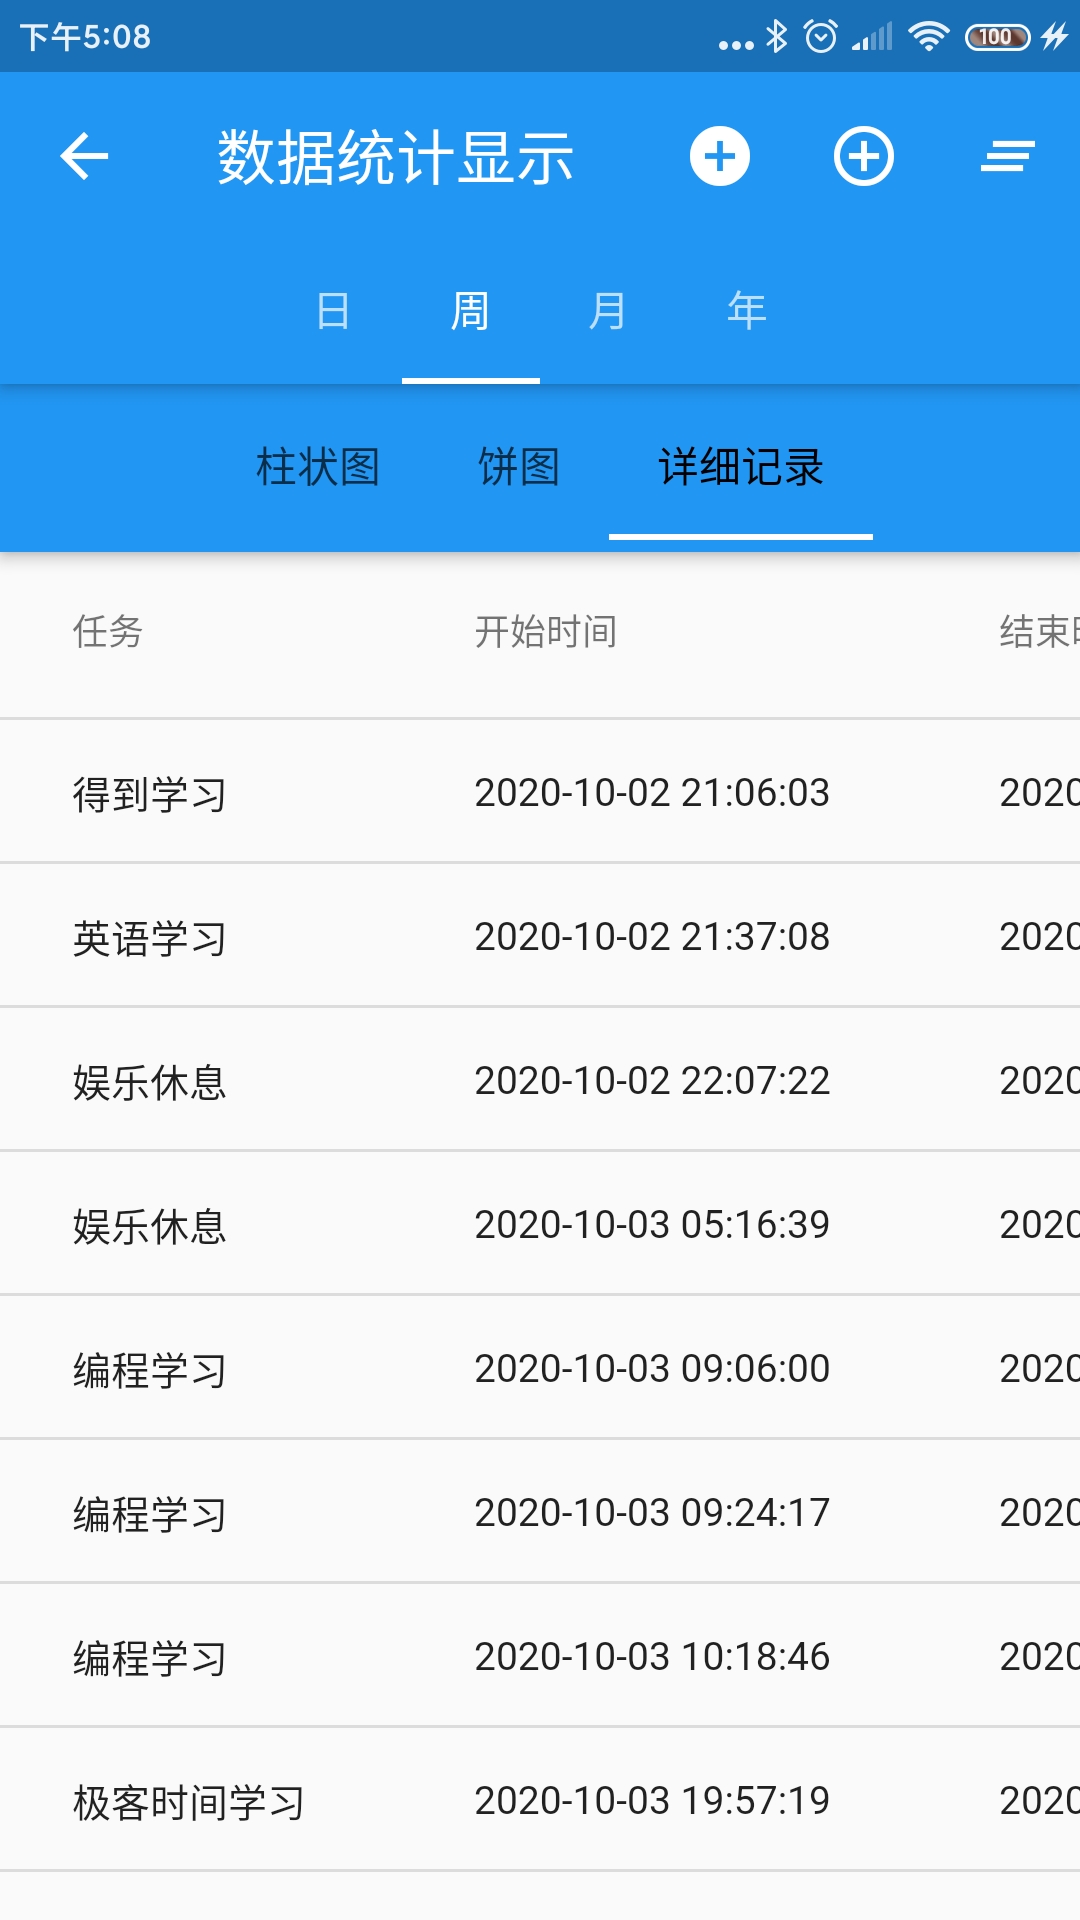 下午5:08 100
数据统计显示
日 周 月 年
柱状图 饼图 详细记录
任务 开始时间 结束
得到学习 2020-10-02 21:06:03 2020
英语学习 2020-10-02 21:37:08 2020
娱乐休息 2020-10-02 22:07:22 2020
娱乐休息 2020-10-03 05:16:39 2020
编程学习 2020-10-03 09:06:00 2020
编程学习 2020-10-03 09:24:17 2020
编程学习 2020-10-03 10:18:46 2020
极客时间学习 2020-10-03 19:57:19 2020